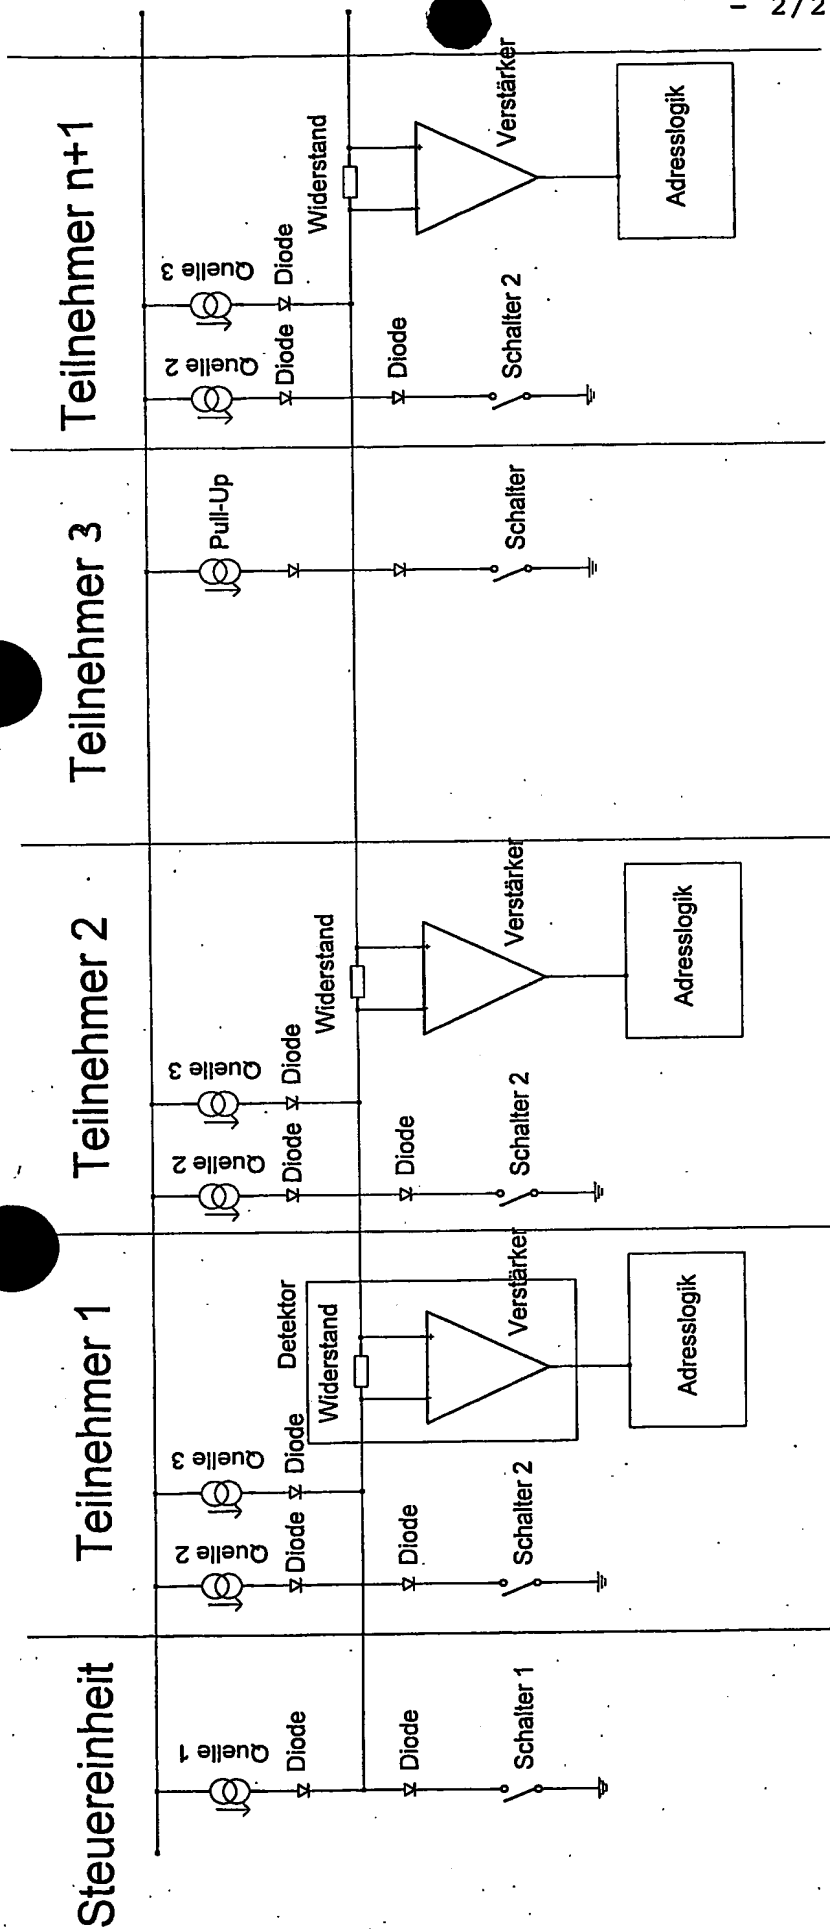 - 2/2
Steuereinheit
Quelle 1
Diode
Diode
Schalter 1
Teilnehmer 1
Quelle 2
Diode
Diode
Schalter 2
Quelle 3
Diode
Detektor
Widerstand
Verstärker
Adresslogik
Teilnehmer 2
Quelle 2
Diode
Diode
Schalter 2
Quelle 3
Diode
Widerstand
Verstärker
Adresslogik
Teilnehmer 3
Pull-Up
Schalter
Teilnehmer n+1
Quelle 2
Diode
Diode
Schalter 2
Quelle 3
Diode
Widerstand
Verstärker
Adresslogik